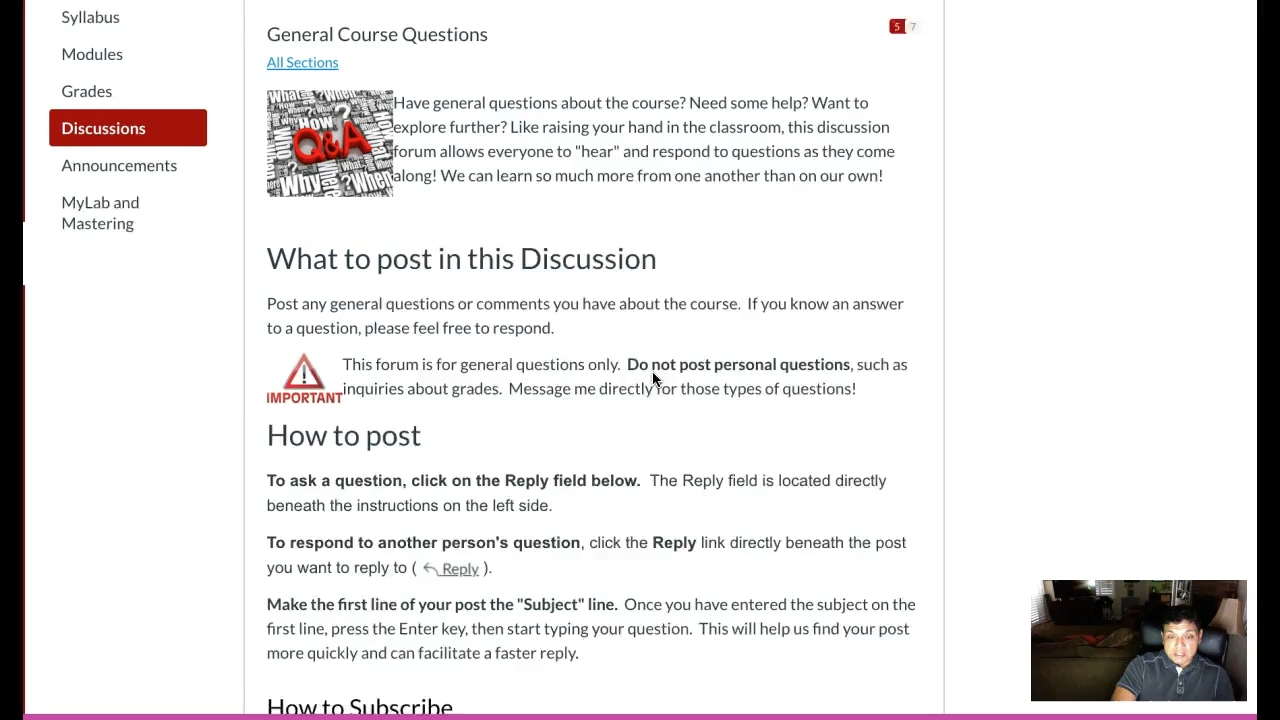 Syllabus
Modules
Grades
Discussions
Announcements
MyLab and
Mastering
General Course Questions
5 7
All Sections
What
How
Q&A
Why ?When
Have general questions about the course? Need some help? Want to
explore further? Like raising your hand in the classroom, this discussion
forum allows everyone to "hear" and respond to questions as they come
along! We can learn so much more from one another than on our own!
What to post in this Discussion
Post any general questions or comments you have about the course. If you know an answer
to a question, please feel free to respond.
This forum is for general questions only. Do not post personal questions, such as
IMPORTANT inquiries about grades. Message me directly for those types of questions!
How to post
To ask a question, click on the Reply field below. The Reply field is located directly
beneath the instructions on the left side.
To respond to another person's question, click the Reply link directly beneath the post
you want to reply to ( Reply ).
Make the first line of your post the "Subject" line. Once you have entered the subject on the
first line, press the Enter key, then start typing your question. This will help us find your post
more quickly and can facilitate a faster reply.
How to Subscribe